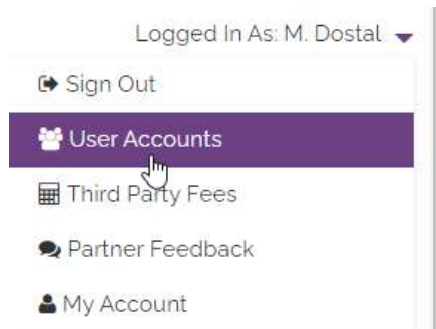 Logged In As: M. Dostal
Sign Out
User Accounts
Third Party Fees
Partner Feedback
My Account